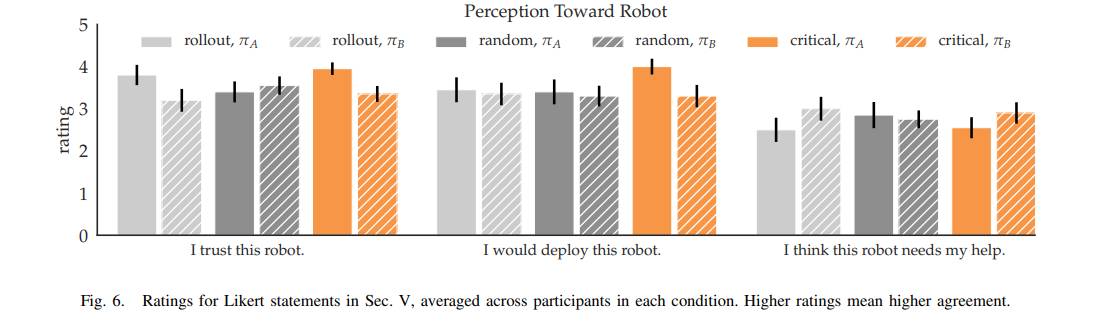 Perception Toward Robot
5
rollout, π_A rollout, π_B random, π_A random, π_B critical, π_A critical, π_B
4
3
rating
2
1
0
I trust this robot. I would deploy this robot. I think this robot needs my help.
Fig. 6. Ratings for Likert statements in Sec. V, averaged across participants in each condition. Higher ratings mean higher agreement.